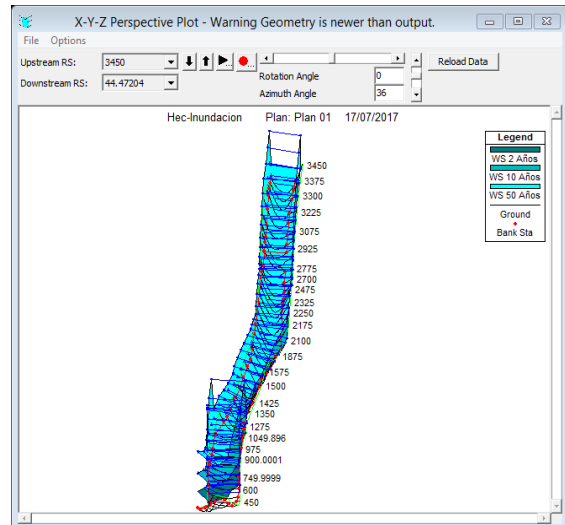 X-Y-Z Perspective Plot - Warning Geometry is newer than output.
File Options
Upstream RS: 3450
Downstream RS: 44.47204
Rotation Angle 0
Azimuth Angle 36
Reload Data
Hec-Inundacion Plan: Plan 01 17/07/2017
Legend
WS 2 Años
WS 10 Años
WS 50 Años
Ground
Bank Sta
3450
3375
3300
3225
3075
2925
2775
2700
2475
2325
2250
2175
2100
1875
1575
1500
1425
1350
1275
1049.896
975
900.0001
749.9999
600
450